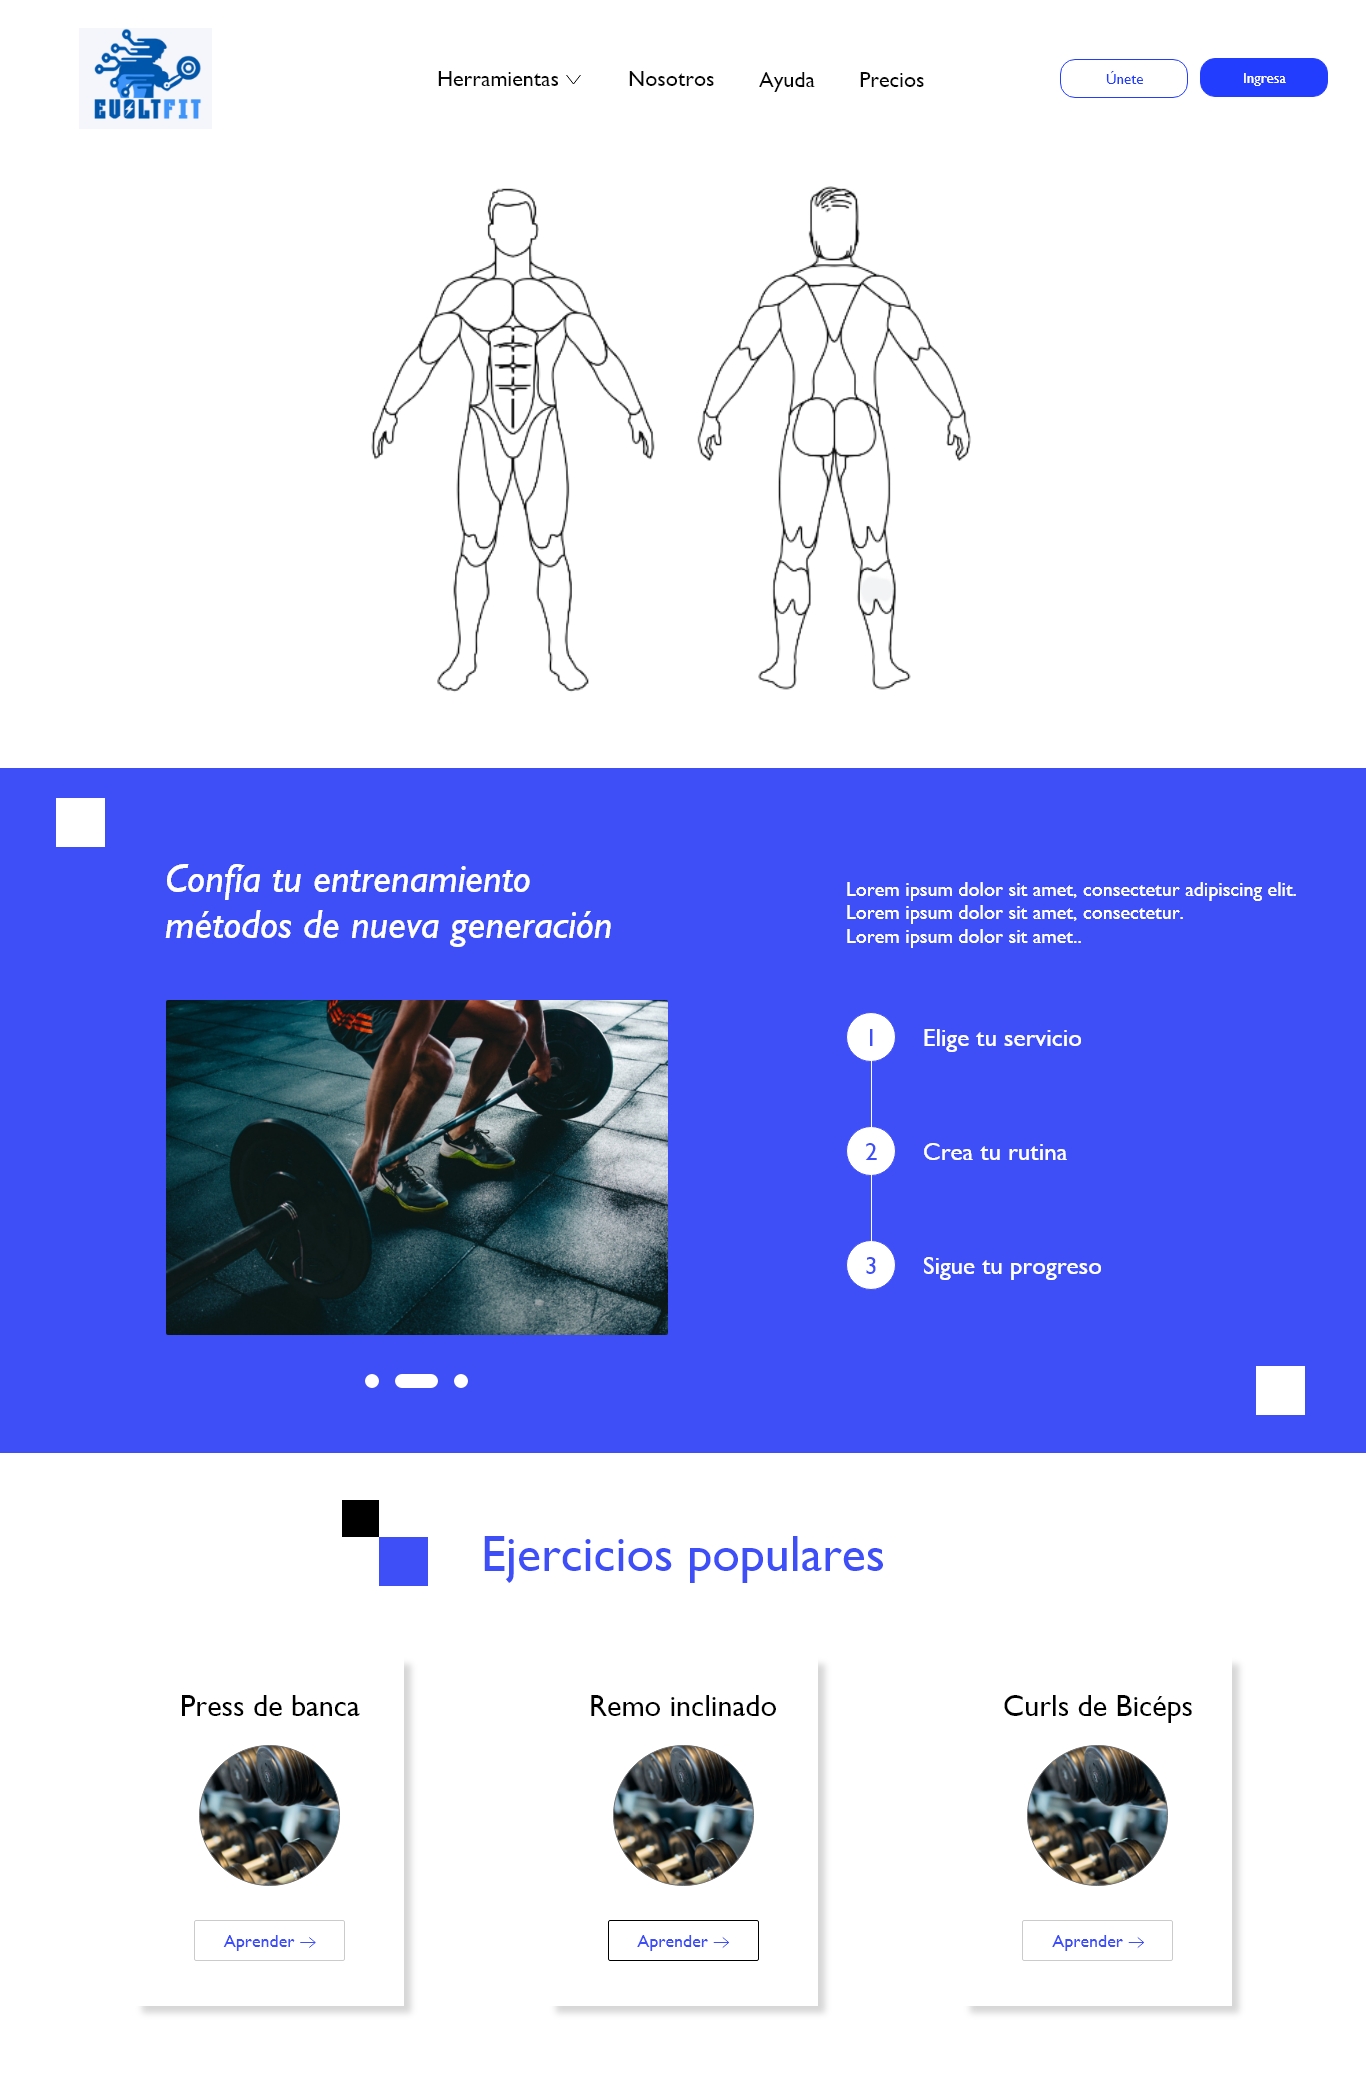 EVOLTFIT
Herramientas
Nosotros
Ayuda
Precios
Únete
Ingresa
Confía tu entrenamiento
métodos de nueva generación
Lorem ipsum dolor sit amet, consectetur adipiscing elit.
Lorem ipsum dolor sit amet, consectetur.
Lorem ipsum dolor sit amet..
1 Elige tu servicio
2 Crea tu rutina
3 Sigue tu progreso
Ejercicios populares
Press de banca
Aprender →
Remo inclinado
Aprender →
Curls de Bicéps
Aprender →